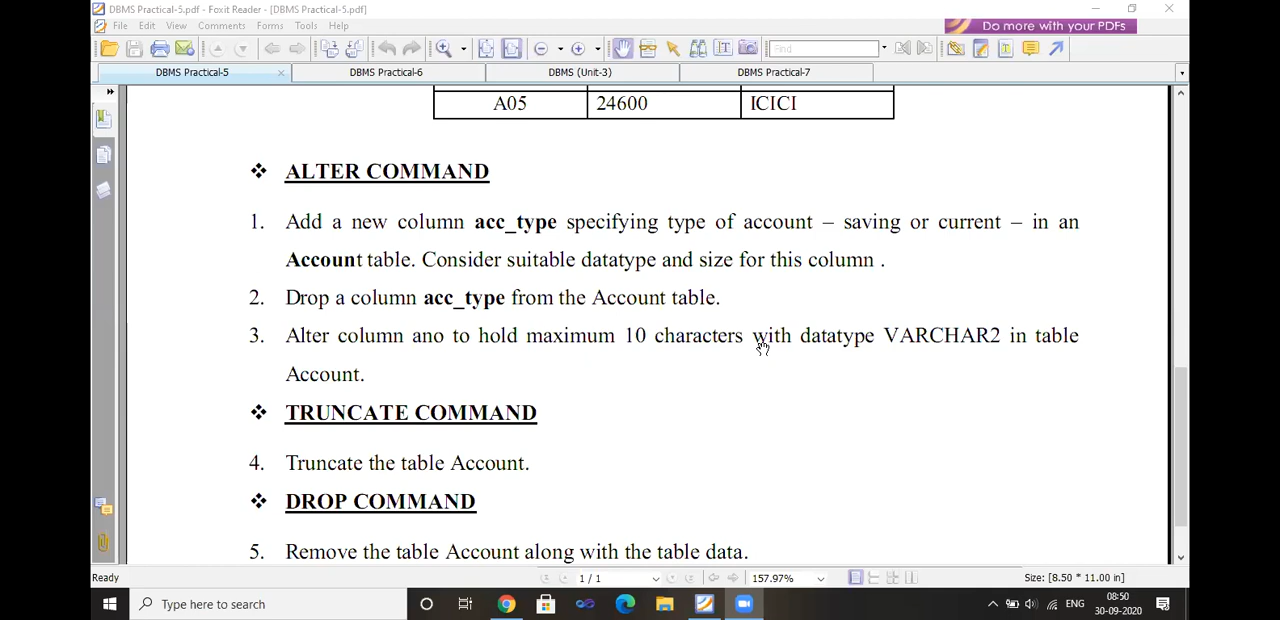 DBMS Practical-5.pdf - Foxit Reader - [DBMS Practical-5.pdf]
File Edit View Comments Forms Tools Help
Do more with your PDFs
Find
DBMS Practical-5 DBMS Practical-6 DBMS (Unit-3) DBMS Practical-7
A05 24600 ICICI
❖ ALTER COMMAND
1. Add a new column acc_type specifying type of account – saving or current – in an
Account table. Consider suitable datatype and size for this column .
2. Drop a column acc_type from the Account table.
3. Alter column ano to hold maximum 10 characters with datatype VARCHAR2 in table
Account.
❖ TRUNCATE COMMAND
4. Truncate the table Account.
❖ DROP COMMAND
5. Remove the table Account along with the table data.
Ready 1 / 1 157.97% Size: [8.50 * 11.00 in]
Type here to search ENG 08:50
30-09-2020